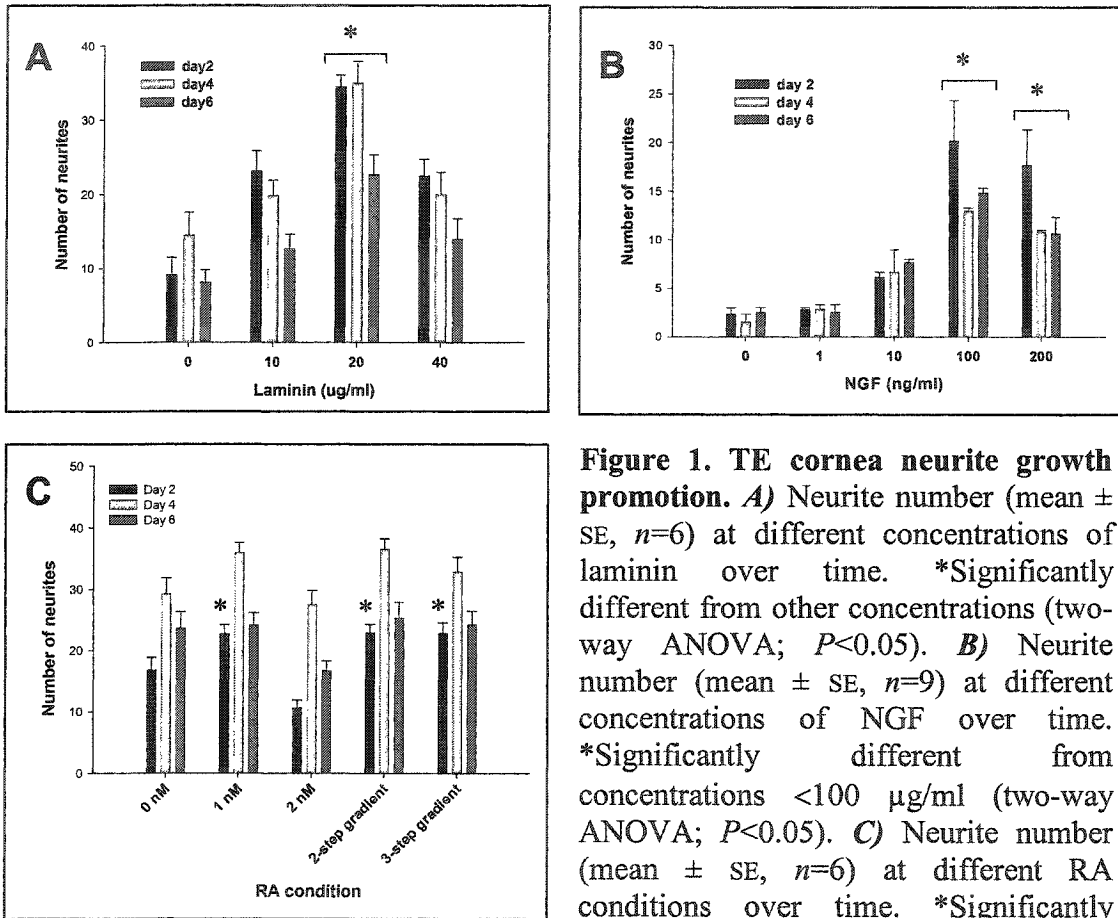 A
day2
day4
day6
*
40
30
20
10
0
Number of neurites
0 10 20 40
Laminin (ug/ml)
B
day 2
day 4
day 6
*
*
30
25
20
15
10
5
0
Number of neurites
0 1 10 100 200
NGF (ng/ml)
C
Day 2
Day 4
Day 6
50
40
30
20
10
0
Number of neurites
* * *
0 nM 1 nM 2 nM 2-step gradient 3-step gradient
RA condition
Figure 1. TE cornea neurite growth
promotion. A) Neurite number (mean ±
SE, n=6) at different concentrations of
laminin over time. *Significantly
different from other concentrations (two-
way ANOVA; P<0.05). B) Neurite
number (mean ± SE, n=9) at different
concentrations of NGF over time.
*Significantly different from
concentrations <100 μg/ml (two-way
ANOVA; P<0.05). C) Neurite number
(mean ± SE, n=6) at different RA
conditions over time. *Significantly